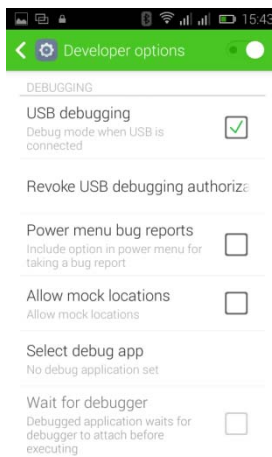 15:43
Developer options
DEBUGGING
USB debugging
Debug mode when USB is
connected
Revoke USB debugging authoriza
Power menu bug reports
Include option in power menu for
taking a bug report
Allow mock locations
Allow mock locations
Select debug app
No debug application set
Wait for debugger
Debugged application waits for
debugger to attach before
executing